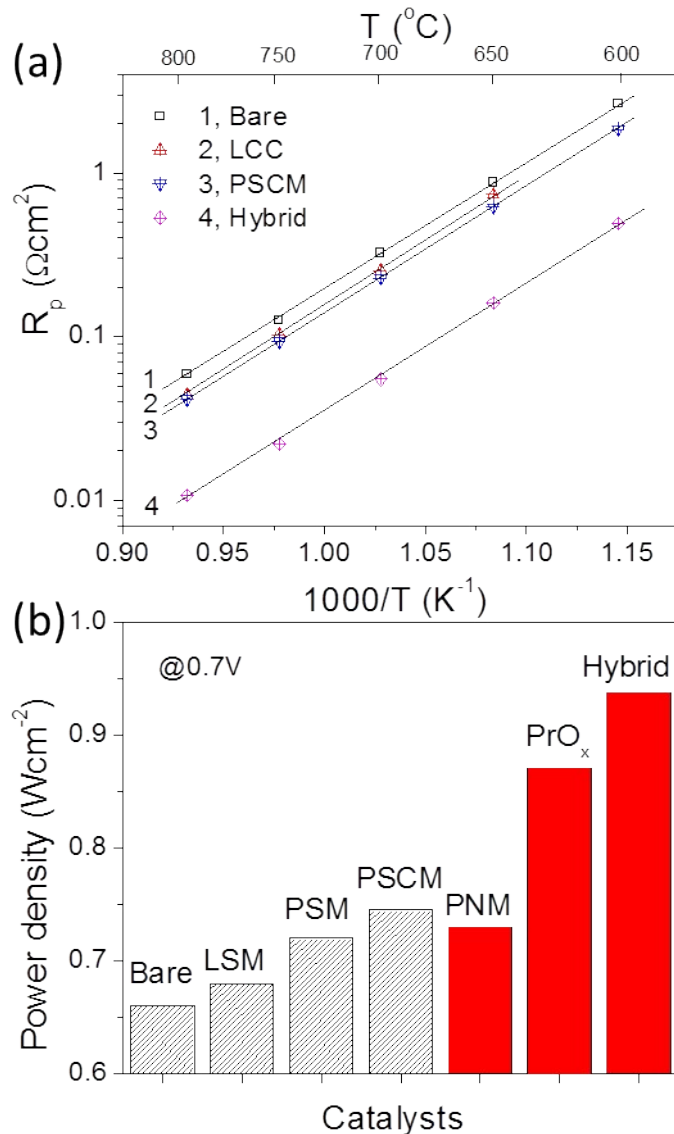 (a)
T (°C)
800 750 700 650 600
1, Bare
2, LCC
3, PSCM
4, Hybrid
1
0.1
0.01
R_p (Ωcm²)
1
2
3
4
0.90 0.95 1.00 1.05 1.10 1.15
1000/T (K⁻¹)
(b)
@0.7V
1.0
0.9
0.8
0.7
0.6
Power density (Wcm⁻²)
Bare
LSM
PSM
PSCM
PNM
PrOₓ
Hybrid
Catalysts